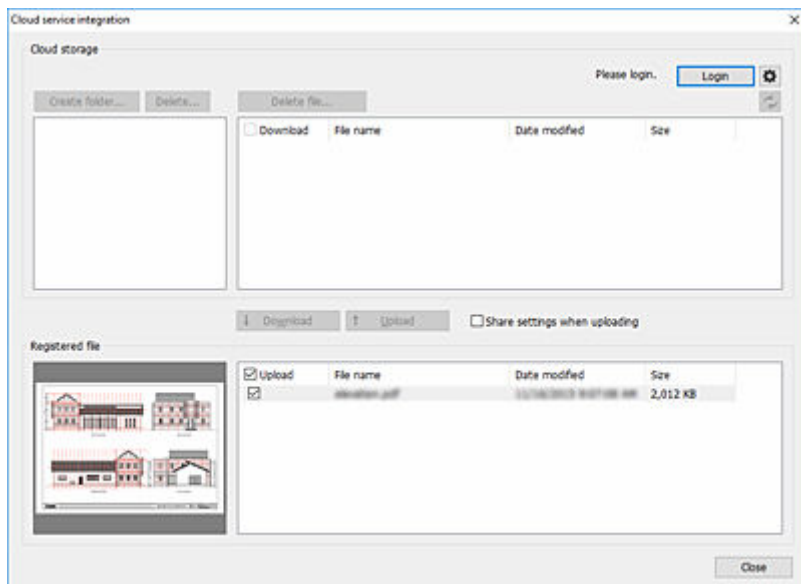 Cloud service integration
Cloud storage
Please login.
Login
Create folder...
Delete...
Delete file...
Download
File name
Date modified
Size
Download
Upload
Share settings when uploading
Registered file
Upload
File name
Date modified
Size
2,012 KB
Close